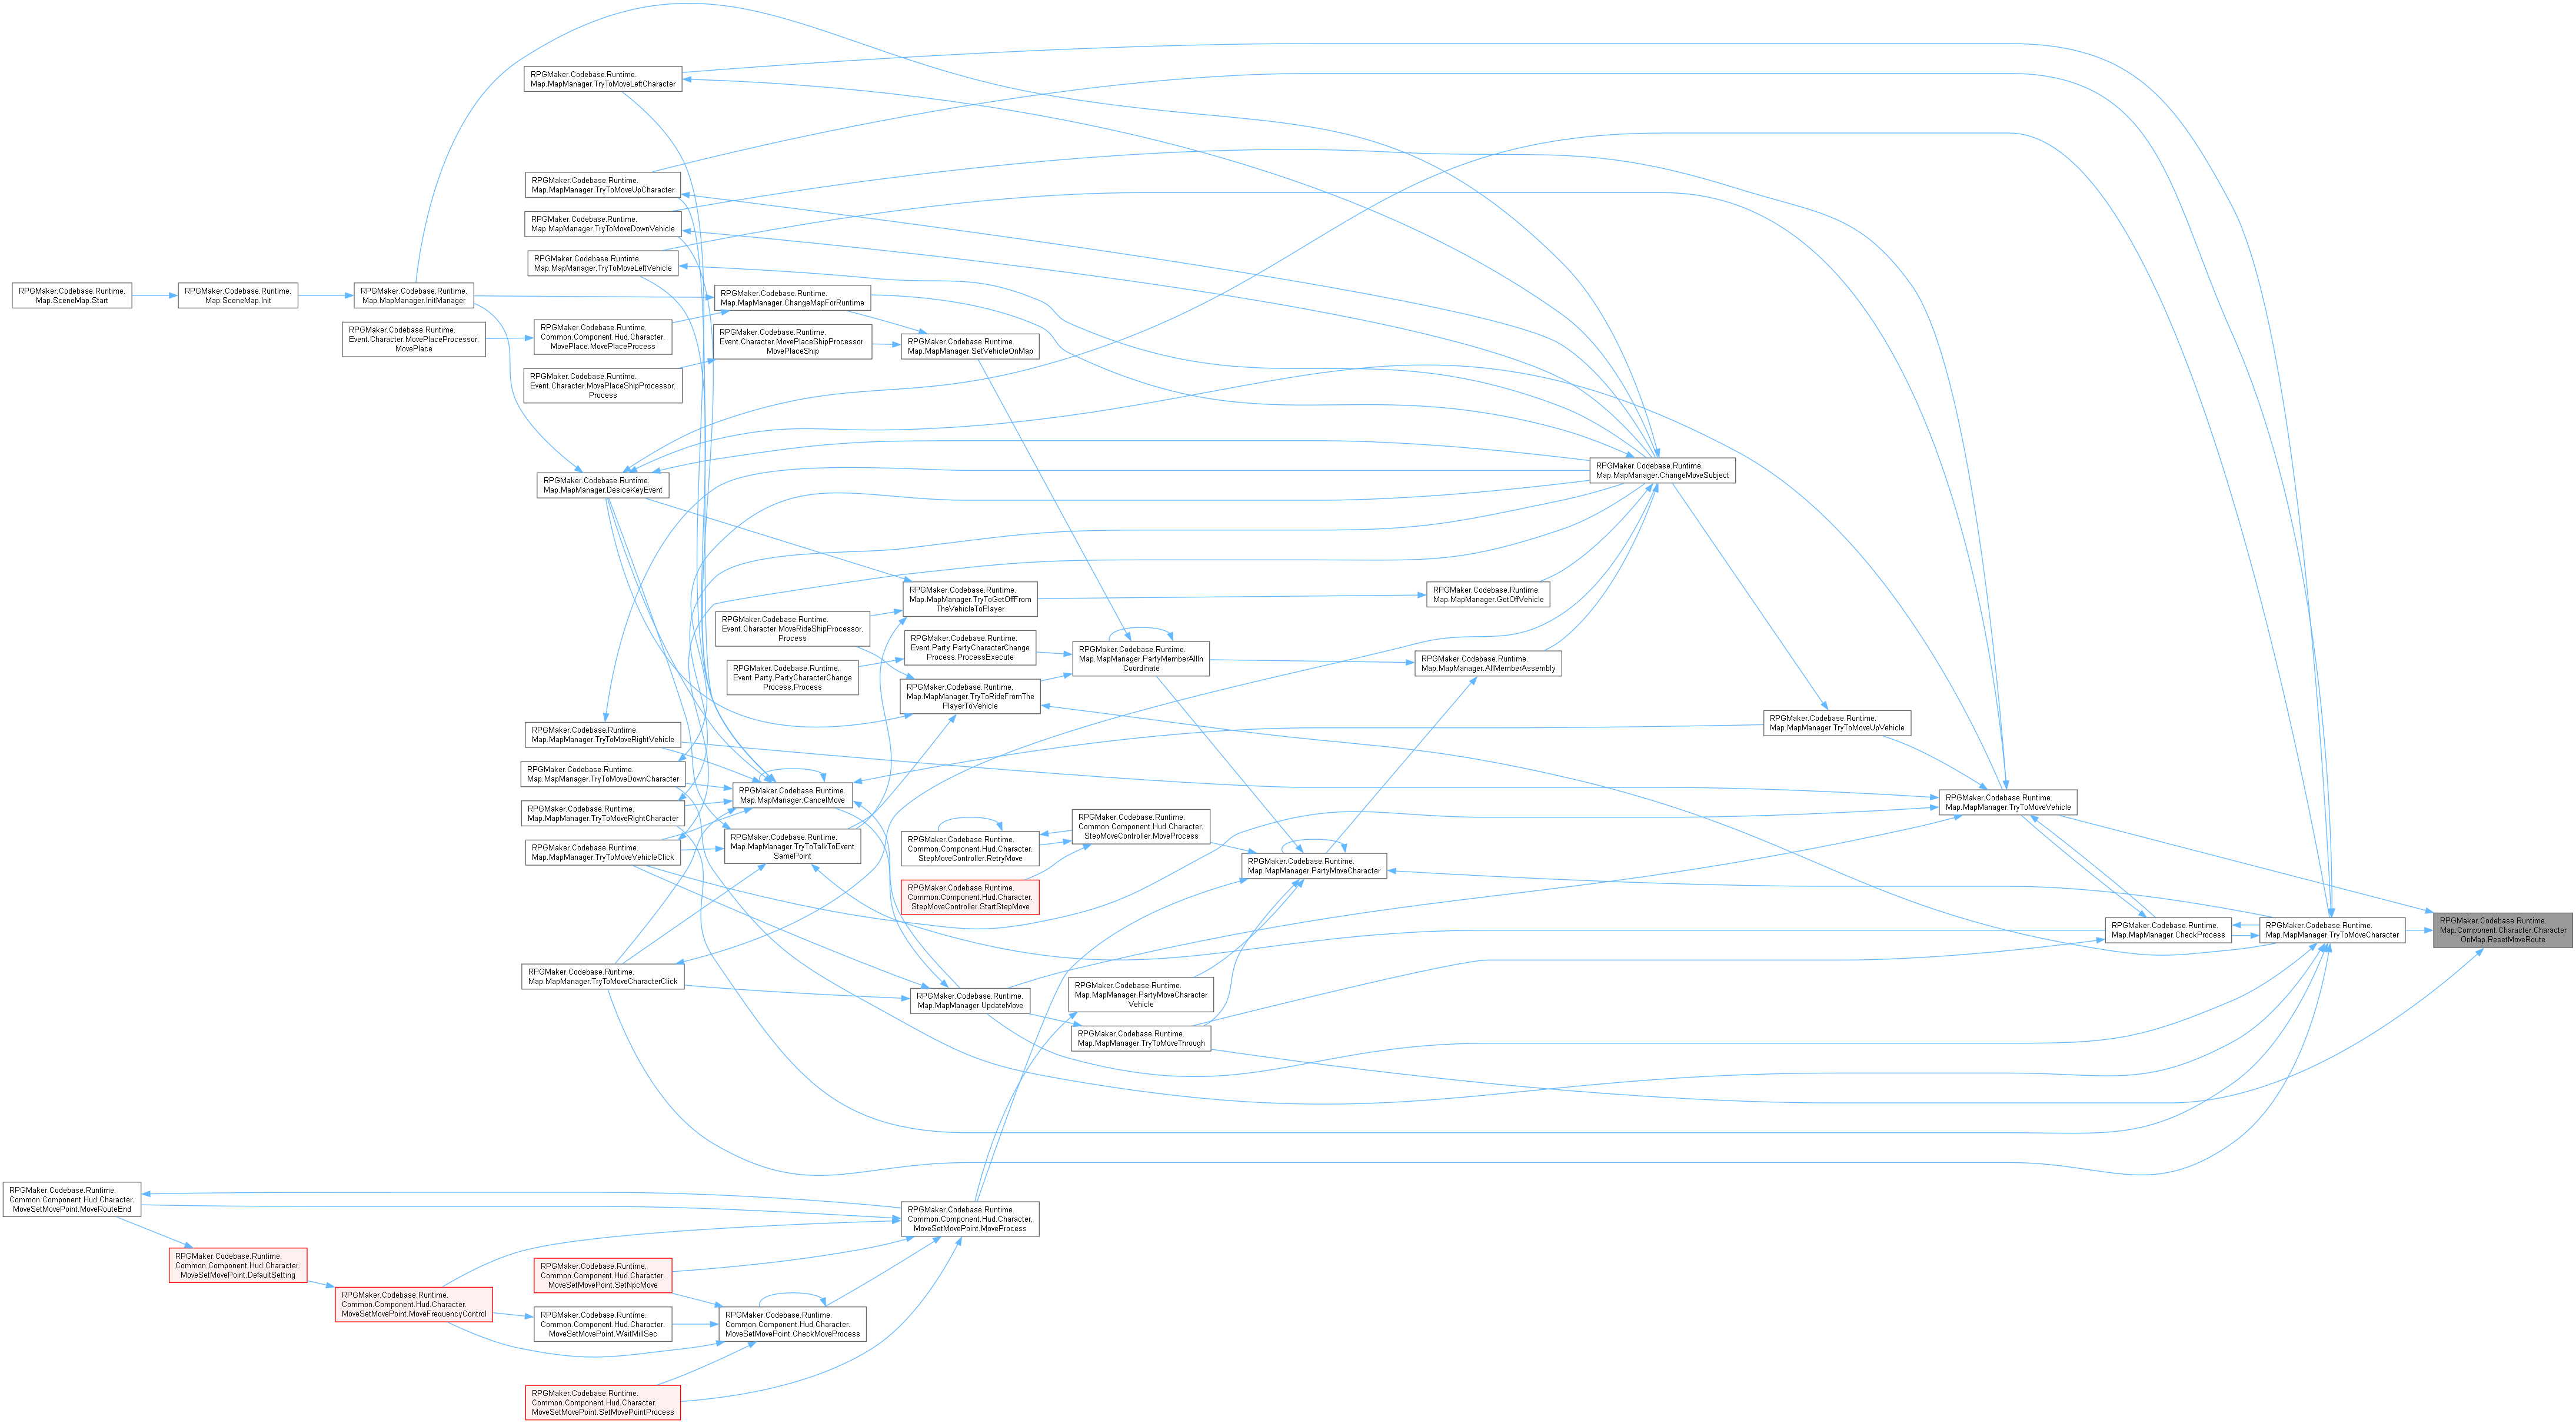 RPGMaker.Codebase.Runtime.
Map.MapManager.TryToMoveLeftCharacter
RPGMaker.Codebase.Runtime.
Map.MapManager.TryToMoveUpCharacter
RPGMaker.Codebase.Runtime.
Map.MapManager.TryToMoveDownVehicle
RPGMaker.Codebase.Runtime.
Map.MapManager.TryToMoveLeftVehicle
RPGMaker.Codebase.Runtime.
Map.SceneMap.Start
RPGMaker.Codebase.Runtime.
Map.SceneMap.Init
RPGMaker.Codebase.Runtime.
Map.MapManager.InitManager
RPGMaker.Codebase.Runtime.
Map.MapManager.ChangeMapForRuntime
RPGMaker.Codebase.Runtime.
Event.Character.MovePlaceProcessor.
MovePlace
RPGMaker.Codebase.Runtime.
Common.Component.Hud.Character.
MovePlace.MovePlaceProcess
RPGMaker.Codebase.Runtime.
Event.Character.MovePlaceShipProcessor.
MovePlaceShip
RPGMaker.Codebase.Runtime.
Map.MapManager.SetVehicleOnMap
RPGMaker.Codebase.Runtime.
Event.Character.MovePlaceShipProcessor.
Process
RPGMaker.Codebase.Runtime.
Map.MapManager.DesiceKeyEvent
RPGMaker.Codebase.Runtime.
Map.MapManager.ChangeMoveSubject
RPGMaker.Codebase.Runtime.
Map.MapManager.TryToGetOffFrom
TheVehicleToPlayer
RPGMaker.Codebase.Runtime.
Map.MapManager.GetOffVehicle
RPGMaker.Codebase.Runtime.
Event.Character.MoveRideShipProcessor.
Process
RPGMaker.Codebase.Runtime.
Event.Party.PartyCharacterChange
Process.ProcessExecute
RPGMaker.Codebase.Runtime.
Map.MapManager.PartyMemberAllIn
Coordinate
RPGMaker.Codebase.Runtime.
Map.MapManager.AllMemberAssembly
RPGMaker.Codebase.Runtime.
Event.Party.PartyCharacterChange
Process.Process
RPGMaker.Codebase.Runtime.
Map.MapManager.TryToRideFromThe
PlayerToVehicle
RPGMaker.Codebase.Runtime.
Map.MapManager.TryToMoveUpVehicle
RPGMaker.Codebase.Runtime.
Map.MapManager.TryToMoveRightVehicle
RPGMaker.Codebase.Runtime.
Map.MapManager.TryToMoveDownCharacter
RPGMaker.Codebase.Runtime.
Map.MapManager.CancelMove
RPGMaker.Codebase.Runtime.
Map.MapManager.TryToMoveVehicle
RPGMaker.Codebase.Runtime.
Map.MapManager.TryToMoveRightCharacter
RPGMaker.Codebase.Runtime.
Common.Component.Hud.Character.
StepMoveController.MoveProcess
RPGMaker.Codebase.Runtime.
Map.MapManager.TryToMoveVehicleClick
RPGMaker.Codebase.Runtime.
Map.MapManager.TryToTalkToEvent
SamePoint
RPGMaker.Codebase.Runtime.
Common.Component.Hud.Character.
StepMoveController.RetryMove
RPGMaker.Codebase.Runtime.
Map.MapManager.PartyMoveCharacter
RPGMaker.Codebase.Runtime.
Common.Component.Hud.Character.
StepMoveController.StartStepMove
RPGMaker.Codebase.Runtime.
Map.MapManager.CheckProcess
RPGMaker.Codebase.Runtime.
Map.MapManager.TryToMoveCharacter
RPGMaker.Codebase.Runtime.
Map.Component.Character.Character
OnMap.ResetMoveRoute
RPGMaker.Codebase.Runtime.
Map.MapManager.TryToMoveCharacterClick
RPGMaker.Codebase.Runtime.
Map.MapManager.UpdateMove
RPGMaker.Codebase.Runtime.
Map.MapManager.PartyMoveCharacter
Vehicle
RPGMaker.Codebase.Runtime.
Map.MapManager.TryToMoveThrough
RPGMaker.Codebase.Runtime.
Common.Component.Hud.Character.
MoveSetMovePoint.MoveRouteEnd
RPGMaker.Codebase.Runtime.
Common.Component.Hud.Character.
MoveSetMovePoint.MoveProcess
RPGMaker.Codebase.Runtime.
Common.Component.Hud.Character.
MoveSetMovePoint.DefaultSetting
RPGMaker.Codebase.Runtime.
Common.Component.Hud.Character.
MoveSetMovePoint.SetNpcMove
RPGMaker.Codebase.Runtime.
Common.Component.Hud.Character.
MoveSetMovePoint.MoveFrequencyControl
RPGMaker.Codebase.Runtime.
Common.Component.Hud.Character.
MoveSetMovePoint.WaitMillSec
RPGMaker.Codebase.Runtime.
Common.Component.Hud.Character.
MoveSetMovePoint.CheckMoveProcess
RPGMaker.Codebase.Runtime.
Common.Component.Hud.Character.
MoveSetMovePoint.SetMovePointProcess